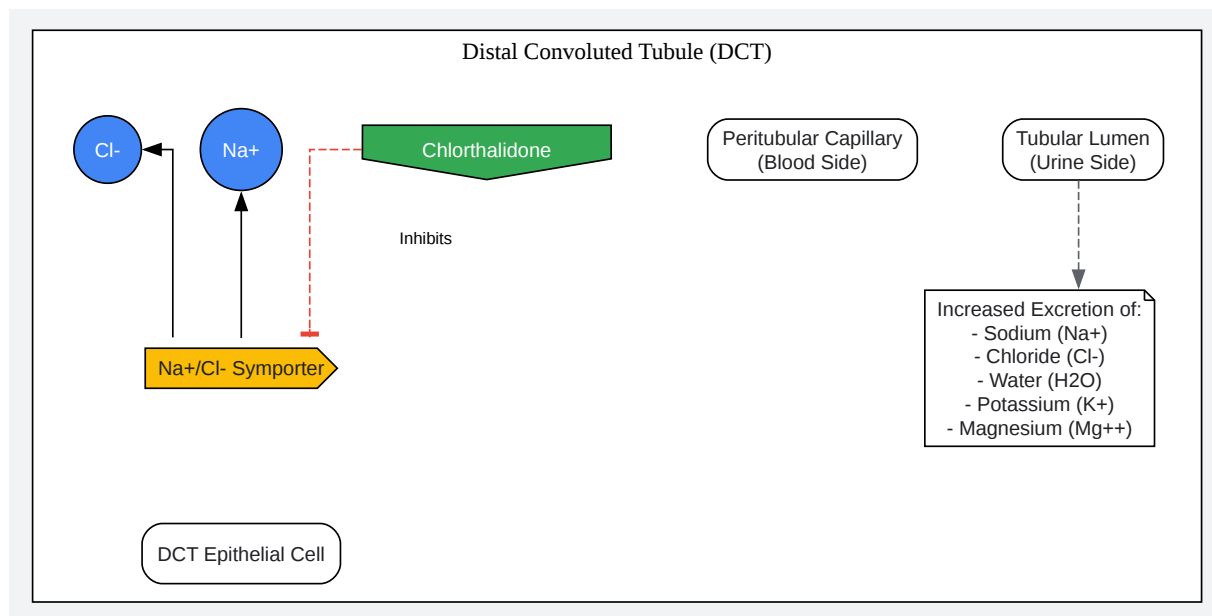 Distal Convoluted Tubule (DCT)
Cl-
Na+
Chlorthalidone
Peritubular Capillary
(Blood Side)
Tubular Lumen
(Urine Side)
Inhibits
Increased Excretion of:
- Sodium (Na+)
- Chloride (Cl-)
- Water (H2O)
- Potassium (K+)
- Magnesium (Mg++)
Na+/Cl- Symporter
DCT Epithelial Cell